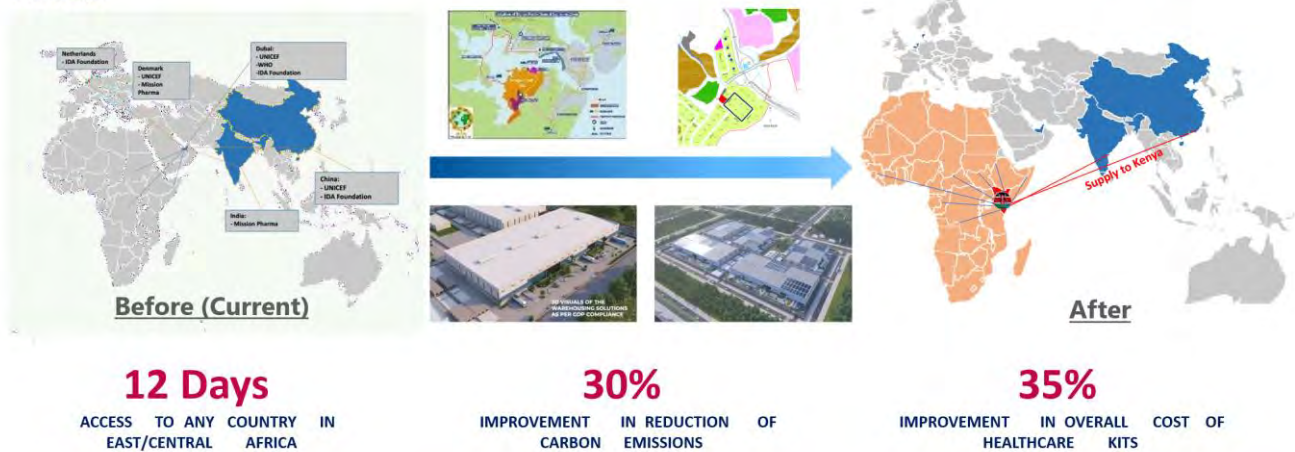 Netherlands
- IDA Foundation
Denmark
- UNICEF
- Mission
Pharma
Dubai:
- UNICEF
-WHO
-IDA Foundation
China:
- UNICEF
- IDA Foundation
India:
- Mission Pharma
Before (Current)
3D VISUALS OF THE
WAREHOUSING SOLUTIONS
AS PER GDP COMPLIANCE
Supply to Kenya
After
12 Days
ACCESS TO ANY COUNTRY IN
EAST/CENTRAL AFRICA
30%
IMPROVEMENT IN REDUCTION OF
CARBON EMISSIONS
35%
IMPROVEMENT IN OVERALL COST OF
HEALTHCARE KITS